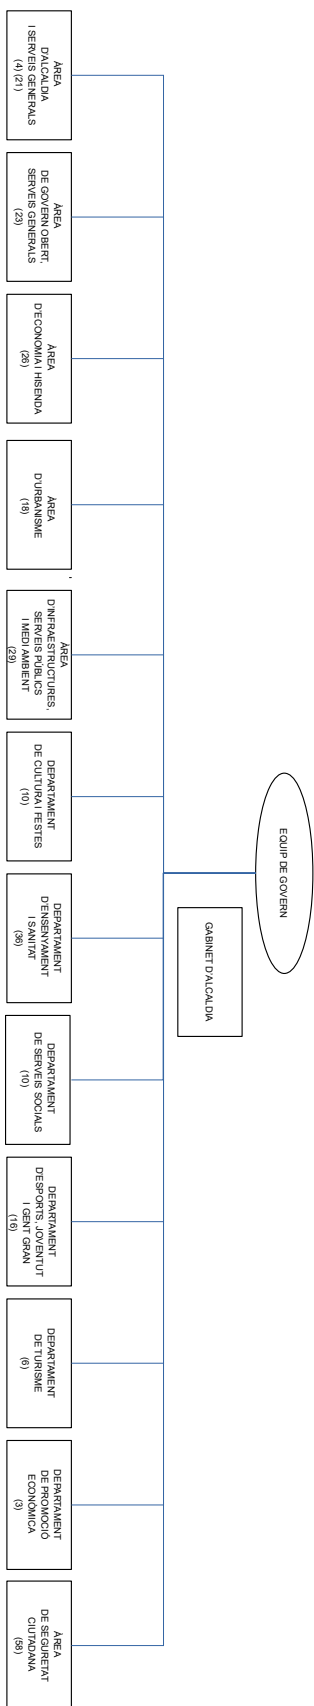 EQUIP DE GOVERN
GABINET D'ALCALDIA
ÀREA
D'ALCALDIA
I SERVEIS GENERALS
(4) (21)
ÀREA
DE GOVERN OBERT,
SERVEIS GENERALS
(23)
ÀREA
D'ECONOMIA I HISENDA
(26)
ÀREA
D'URBANISME
(18)
ÀREA
D'INFRAESTRUCTURES,
SERVEIS PÚBLICS
I MEDI AMBIENT
(29)
DEPARTAMENT
DE CULTURA I FESTES
(10)
DEPARTAMENT
D'ENSENYAMENT
I SANITAT
(36)
DEPARTAMENT
DE SERVEIS SOCIALS
(10)
DEPARTAMENT
D'ESPORTS, JOVENTUT
I GENT GRAN
(16)
DEPARTAMENT
DE TURISME
(6)
DEPARTAMENT
DE PROMOCIÓ
ECONÒMICA
(3)
ÀREA
DE SEGURETAT
CIUTADANA
(58)